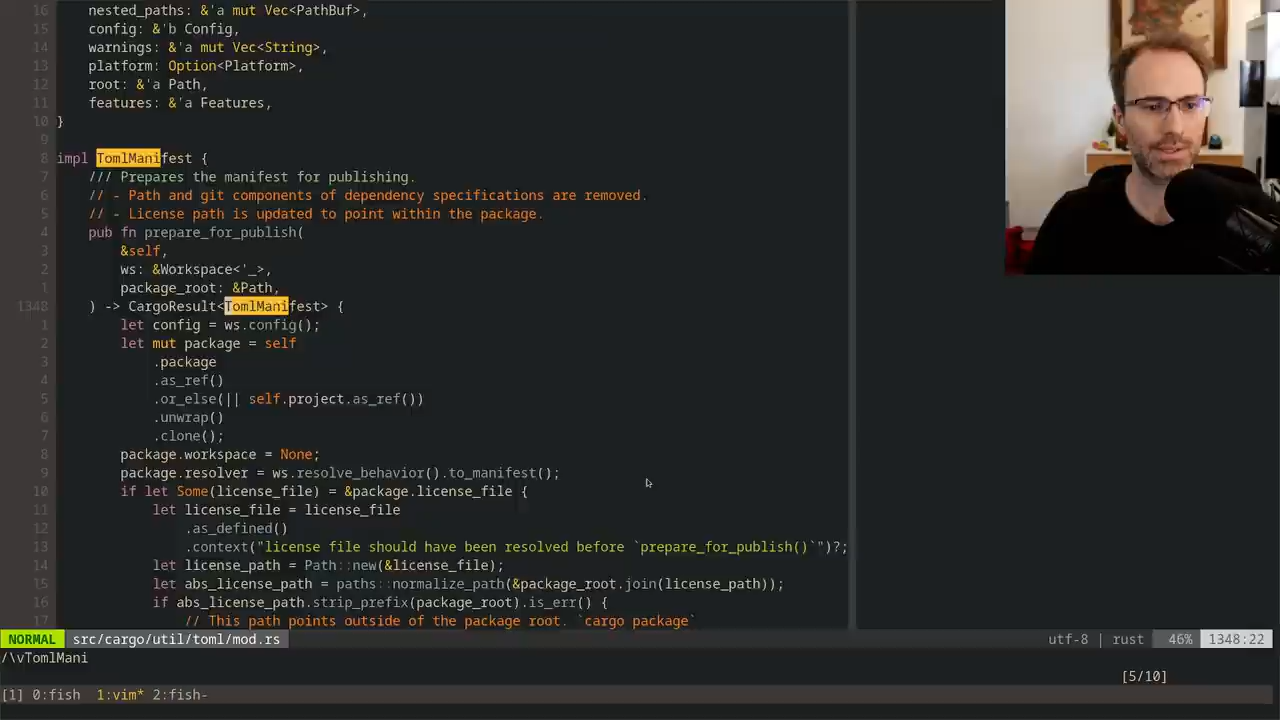 16     nested_paths: &'a mut Vec<PathBuf>,
15     config: &'b Config,
14     warnings: &'a mut Vec<String>,
13     platform: Option<Platform>,
12     root: &'a Path,
11     features: &'a Features,
10 }
9
8 impl TomlManifest {
7     /// Prepares the manifest for publishing.
6     // - Path and git components of dependency specifications are removed.
5     // - License path is updated to point within the package.
4     pub fn prepare_for_publish(
3         &self,
2         ws: &Workspace<'_>,
1         package_root: &Path,
1348     ) -> CargoResult<TomlManifest> {
1         let config = ws.config();
2         let mut package = self
3             .package
4             .as_ref()
5             .or_else(|| self.project.as_ref())
6             .unwrap()
7             .clone();
8         package.workspace = None;
9         package.resolver = ws.resolve_behavior().to_manifest();
10         if let Some(license_file) = &package.license_file {
11             let license_file = license_file
12                 .as_defined()
13                 .context("license file should have been resolved before `prepare_for_publish()`")?;
14             let license_path = Path::new(&license_file);
15             let abs_license_path = paths::normalize_path(&package_root.join(license_path));
16             if abs_license_path.strip_prefix(package_root).is_err() {
17                 // This path points outside of the package root. `cargo package`
NORMAL src/cargo/util/toml/mod.rs utf-8 | rust 46% 1348:22
/\vTomlMani
[5/10]
[1] 0:fish 1:vim* 2:fish-